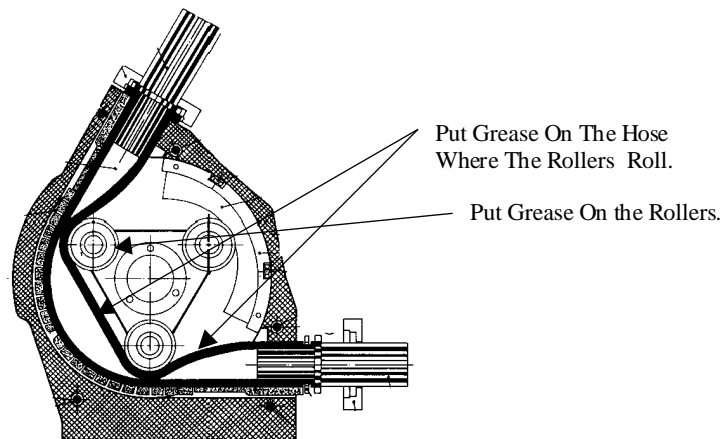 Put Grease On The Hose
Where The Rollers Roll.
Put Grease On the Rollers.